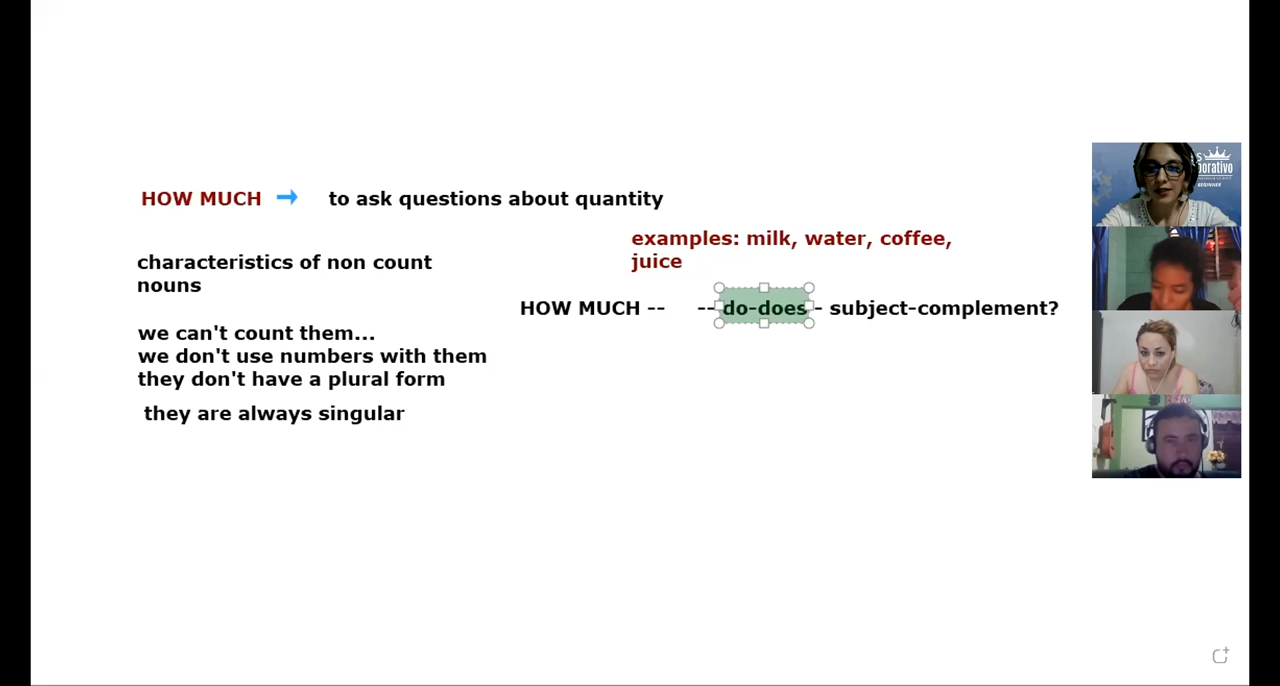 HOW MUCH → to ask questions about quantity
examples: milk, water, coffee,
juice
characteristics of non count
nouns
HOW MUCH -- -- do-does - subject-complement?
we can't count them...
we don't use numbers with them
they don't have a plural form
they are always singular
BEGINNER